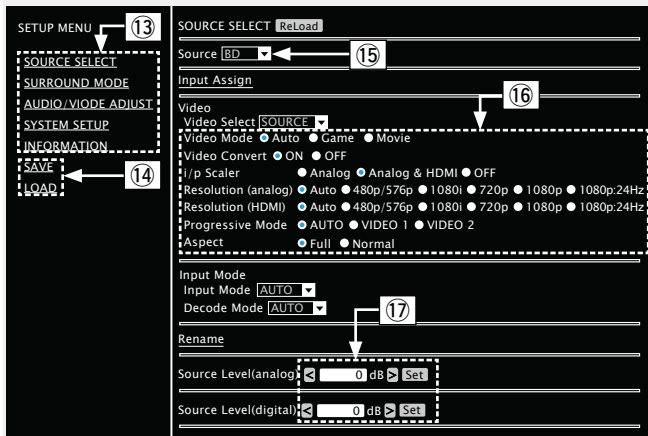 SETUP MENU ⑬
SOURCE SELECT
SURROUND MODE
AUDIO/VIODE ADJUST
SYSTEM SETUP
INFORMATION
SAVE
LOAD
⑭
SOURCE SELECT ReLoad
Source BD ⑮
Input Assign
⑯
Video
Video Select SOURCE
Video Mode Auto Game Movie
Video Convert ON OFF
i/p Scaler Analog Analog & HDMI OFF
Resolution (analog) Auto 480p/576p 1080i 720p 1080p 1080p:24Hz
Resolution (HDMI) Auto 480p/576p 1080i 720p 1080p 1080p:24Hz
Progressive Mode AUTO VIDEO 1 VIDEO 2
Aspect Full Normal
Input Mode
Input Mode AUTO
Decode Mode AUTO
⑰
Rename
Source Level(analog) < 0 dB > Set
Source Level(digital) < 0 dB > Set